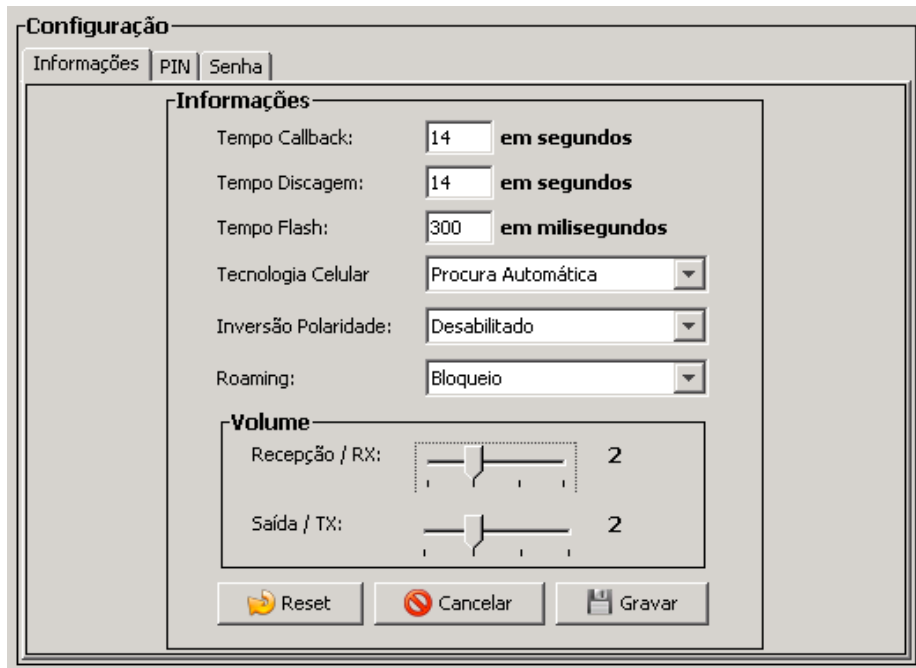 Configuração
Informações PIN Senha
Informações
Tempo Callback: 14 em segundos
Tempo Discagem: 14 em segundos
Tempo Flash: 300 em milisegundos
Tecnologia Celular Procura Automática
Inversão Polaridade: Desabilitado
Roaming: Bloqueio
Volume
Recepção / RX: 2
Saída / TX: 2
Reset Cancelar Gravar